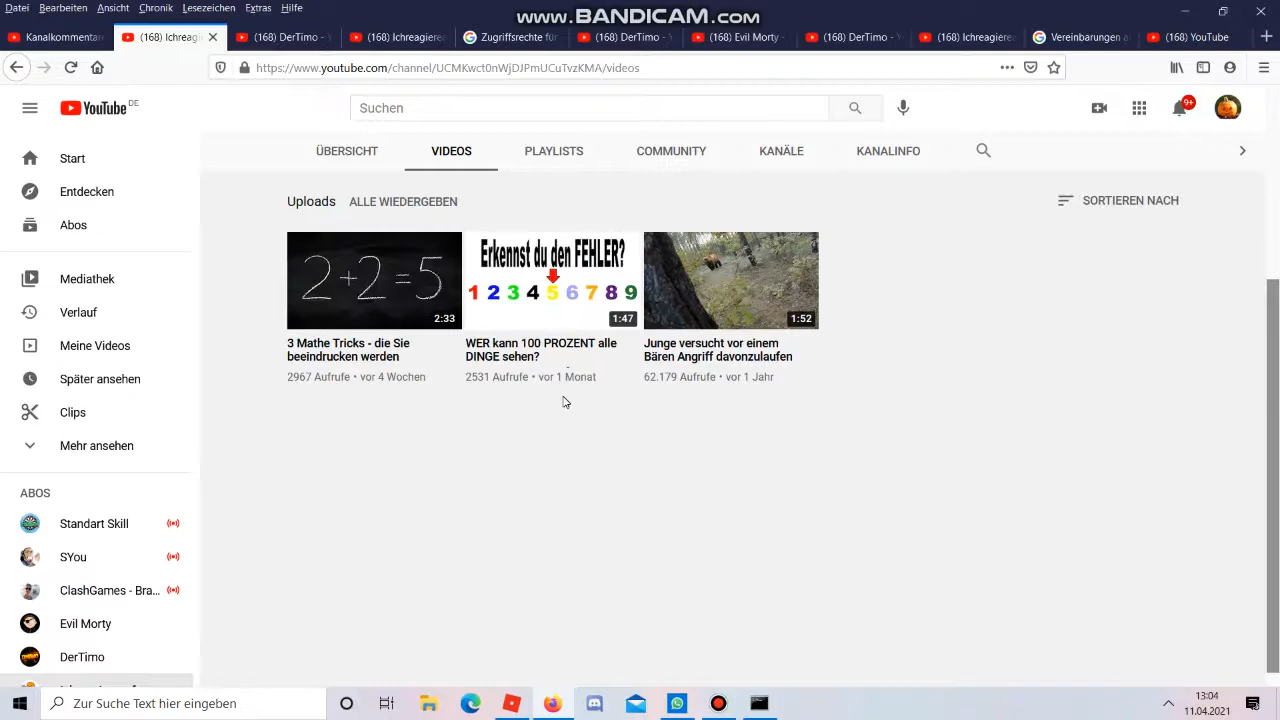 Datei Bearbeiten Ansicht Chronik Lesezeichen Extras Hilfe
www.BANDICAM.com
Kanalkommentar
(168) Ichreagie
(168) DerTimo -
(168) Ichreagiere
Zugriffsrechte für
(168) DerTimo -
(168) Evil Morty -
(168) DerTimo -
(168) Ichreagiere
Vereinbarungen a
(168) YouTube
https://www.youtube.com/channel/UCMKwct0nWjDJPmUCuTvzKMA/videos
YouTube DE
Suchen
9+
ÜBERSICHT VIDEOS PLAYLISTS COMMUNITY KANÄLE KANALINFO
Start
Entdecken
Abos
Mediathek
Verlauf
Meine Videos
Später ansehen
Clips
Mehr ansehen
ABOS
Standart Skill
SYou
ClashGames - Bra...
Evil Morty
DerTimo
Uploads ALLE WIEDERGEBEN
SORTIEREN NACH
2+2=5
2:33
3 Mathe Tricks - die Sie
beeindrucken werden
2967 Aufrufe • vor 4 Wochen
Erkennst du den FEHLER?
1 2 3 4 5 6 7 8 9
1:47
WER kann 100 PROZENT alle
DINGE sehen?
2531 Aufrufe • vor 1 Monat
1:52
Junge versucht vor einem
Bären Angriff davonzulaufen
62.179 Aufrufe • vor 1 Jahr
Zur Suche Text hier eingeben
13:04
11.04.2021